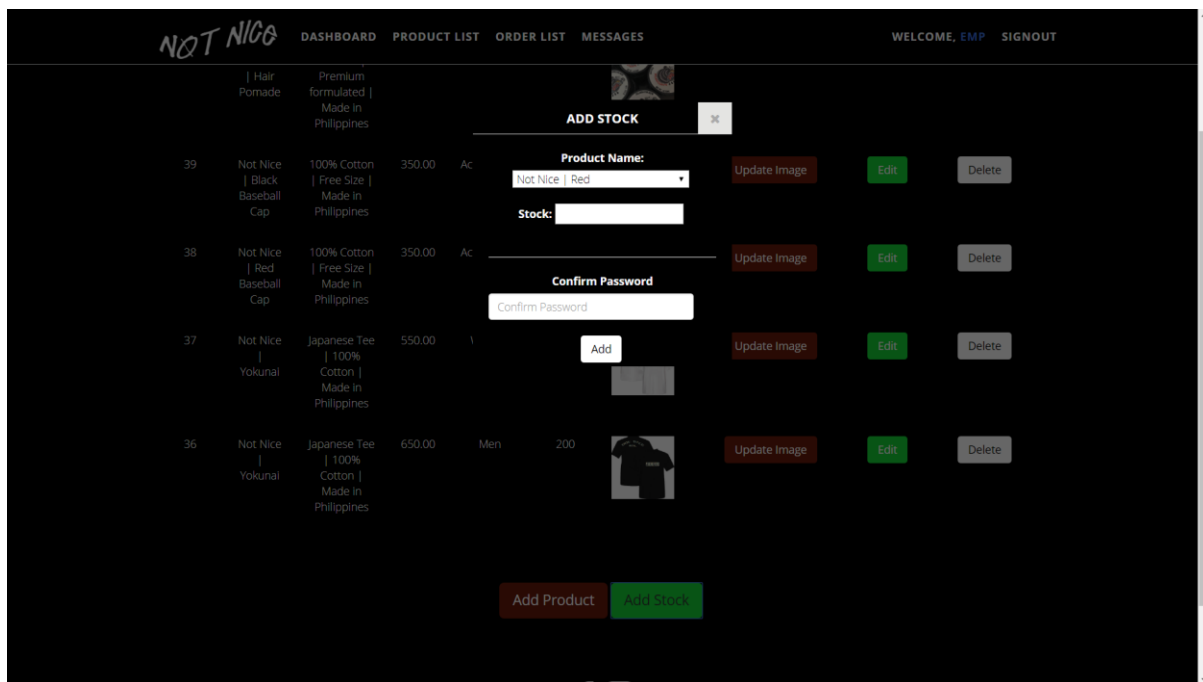 NOT NICE DASHBOARD PRODUCT LIST ORDER LIST MESSAGES WELCOME, EMP SIGNOUT
| Hair Premium
Pomade formulated |
Made in
Philippines
ADD STOCK ×
Product Name:
39 Not Nice 100% Cotton 350.00 Ac Update Image Edit Delete
| Black | Free Size | Not Nice | Red
Baseball Made in
Cap Philippines
Stock:
38 Not Nice 100% Cotton 350.00 Ac Update Image Edit Delete
| Red | Free Size |
Baseball Made in Confirm Password
Cap Philippines
Confirm Password
37 Not Nice Japanese Tee 550.00 Update Image Edit Delete
| | 100% Add
Yokunai Cotton |
Made in
Philippines
36 Not Nice Japanese Tee 650.00 Men 200 Update Image Edit Delete
| | 100%
Yokunai Cotton |
Made in
Philippines
Add Product Add Stock